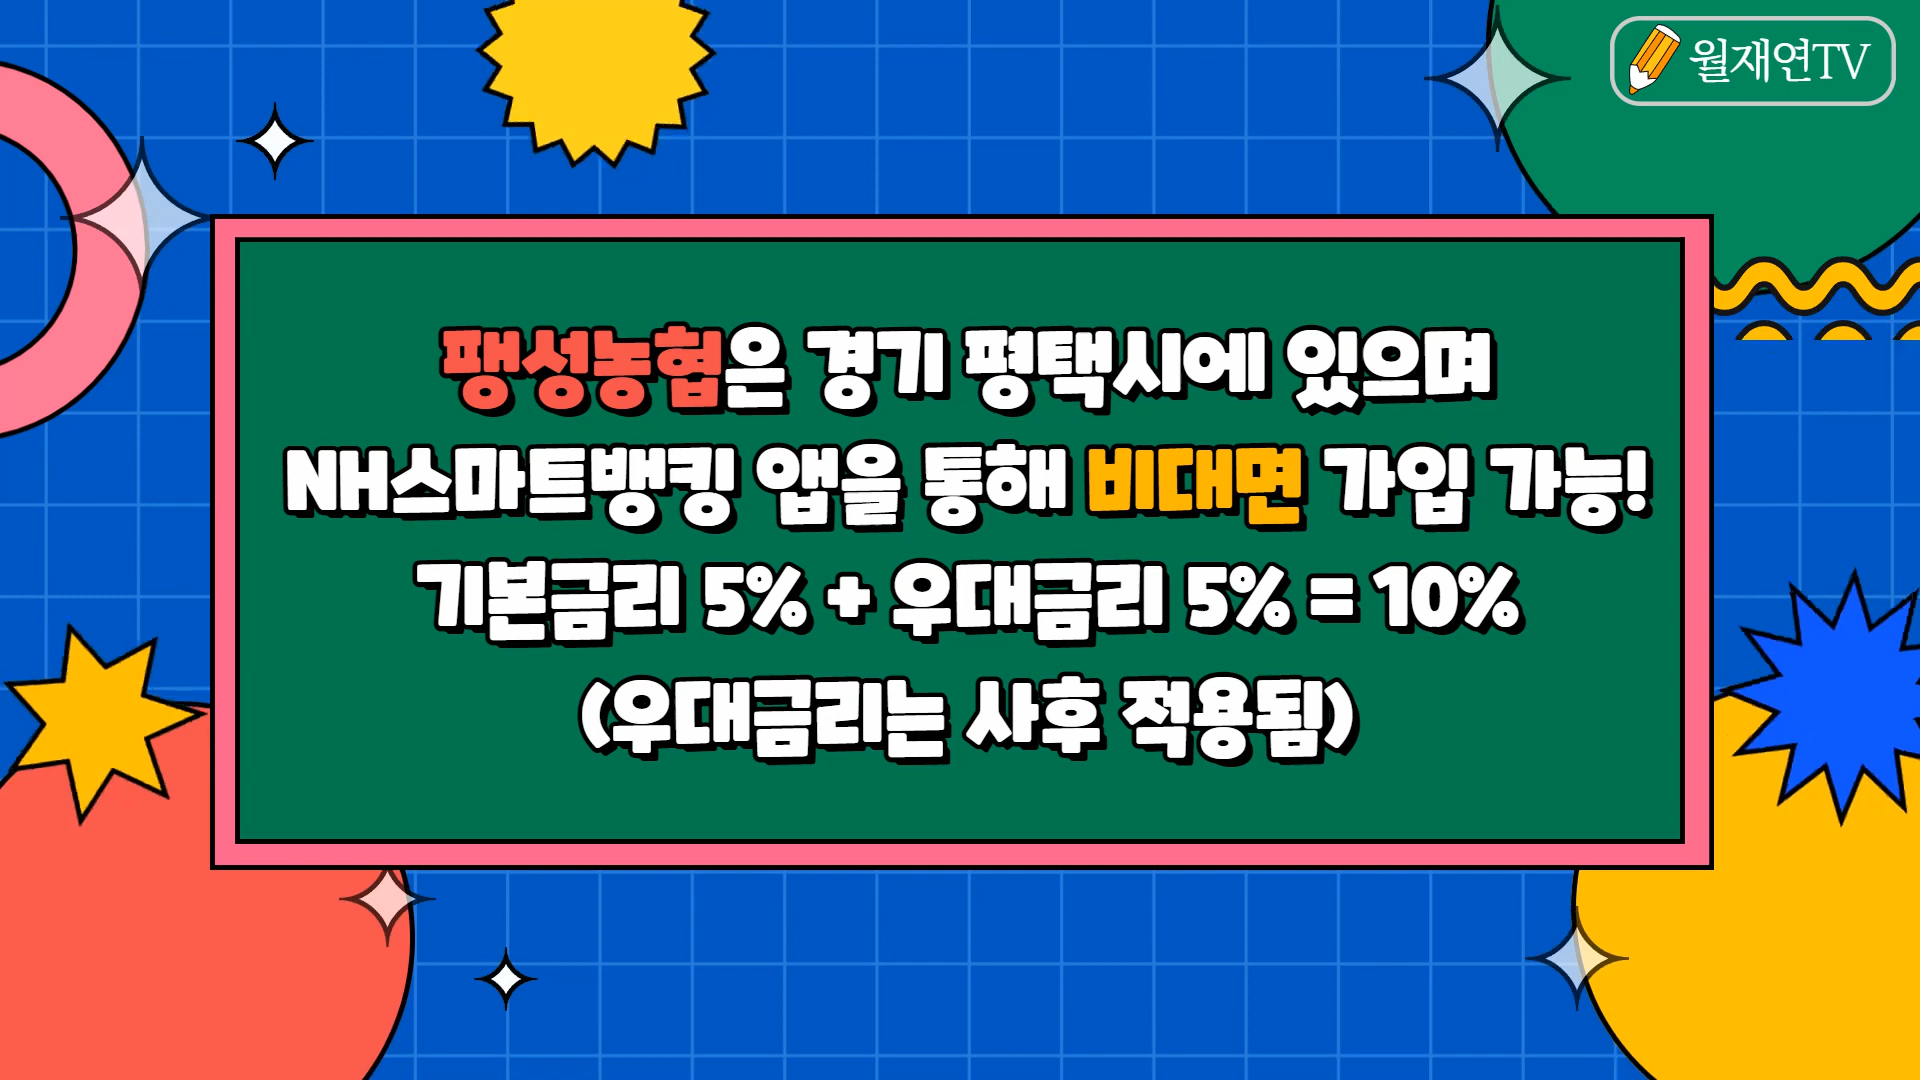 월재연TV
팽성농협은 경기 평택시에 있으며
NH스마트뱅킹 앱을 통해 비대면 가입 가능!
기본금리 5% + 우대금리 5% = 10%
(우대금리는 사후 적용됨)